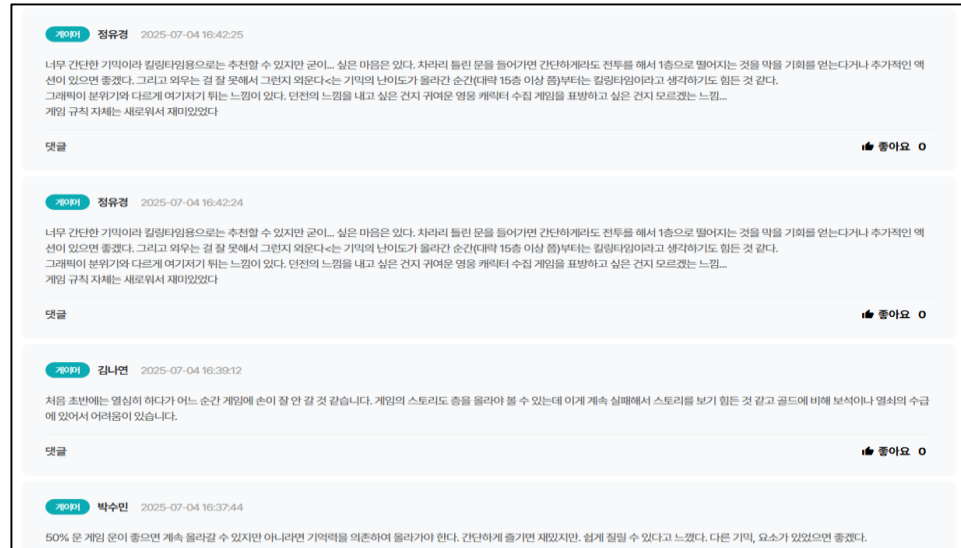 게이머 정유경 2025-07-04 16:42:25
너무 간단한 기믹이라 킬링타임용으로는 추천할 수 있지만 굳이... 싶은 마음은 있다. 차라리 틀린 문을 들어가면 간단하게라도 전투를 해서 1층으로 떨어지는 것을 막을 기회를 얻는다거나 추가적인 액
션이 있으면 좋겠다. 그리고 외우는 걸 잘 못해서 그런지 외운다<는 기믹의 난이도가 올라간 순간(대략 15층 이상 쯤)부터는 킬링타임이라고 생각하기도 힘든 것 같다.
그래픽이 분위기와 다르게 여기저기 튀는 느낌이 있다. 던전의 느낌을 내고 싶은 건지 귀여운 영웅 캐릭터 수집 게임을 표방하고 싶은 건지 모르겠는 느낌...
게임 규칙 자체는 새로워서 재미있었다
댓글 좋아요 0
게이머 정유경 2025-07-04 16:42:24
너무 간단한 기믹이라 킬링타임용으로는 추천할 수 있지만 굳이... 싶은 마음은 있다. 차라리 틀린 문을 들어가면 간단하게라도 전투를 해서 1층으로 떨어지는 것을 막을 기회를 얻는다거나 추가적인 액
션이 있으면 좋겠다. 그리고 외우는 걸 잘 못해서 그런지 외운다<는 기믹의 난이도가 올라간 순간(대략 15층 이상 쯤)부터는 킬링타임이라고 생각하기도 힘든 것 같다.
그래픽이 분위기와 다르게 여기저기 튀는 느낌이 있다. 던전의 느낌을 내고 싶은 건지 귀여운 영웅 캐릭터 수집 게임을 표방하고 싶은 건지 모르겠는 느낌...
게임 규칙 자체는 새로워서 재미있었다
댓글 좋아요 0
게이머 김나연 2025-07-04 16:39:12
처음 초반에는 열심히 하다가 어느 순간 게임에 손이 잘 안 갈 것 같습니다. 게임의 스토리도 층을 올라야 볼 수 있는데 이게 계속 실패해서 스토리를 보기 힘든 것 같고 골드에 비해 보석이나 열쇠의 수급
에 있어서 어려움이 있습니다.
댓글 좋아요 0
게이머 박수민 2025-07-04 16:37:44
50% 운 게임 운이 좋으면 계속 올라갈 수 있지만 아니라면 기억력을 의존하여 올라가야 한다. 간단하게 즐기면 재밌지만. 쉽게 질릴 수 있다고 느꼈다. 다른 기믹, 요소가 있었으면 좋겠다.